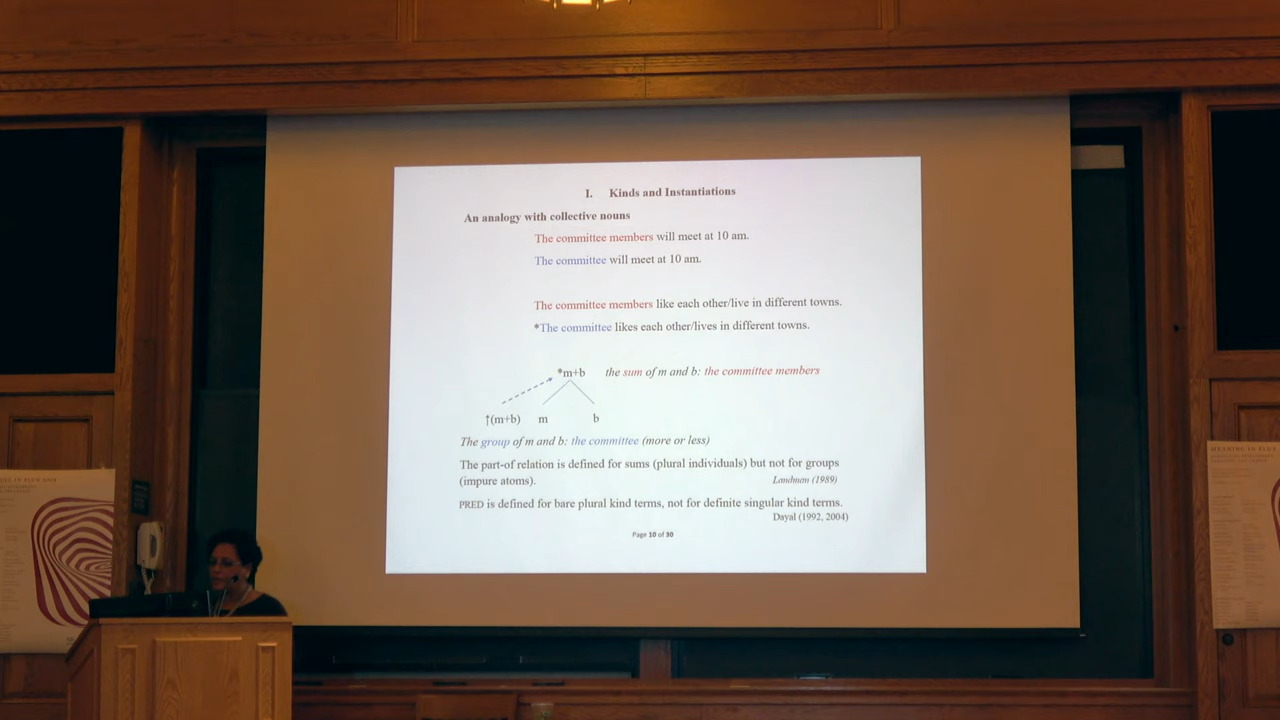 I. Kinds and Instantiations
An analogy with collective nouns
The committee members will meet at 10 am.
The committee will meet at 10 am.
The committee members like each other/live in different towns.
*The committee likes each other/lives in different towns.
*m+b the sum of m and b: the committee members
↑(m+b) m b
The group of m and b: the committee (more or less)
The part-of relation is defined for sums (plural individuals) but not for groups
(impure atoms). Landman (1989)
PRED is defined for bare plural kind terms, not for definite singular kind terms.
Dayal (1992, 2004)
Page 10 of 30
MEANING IN FLUX